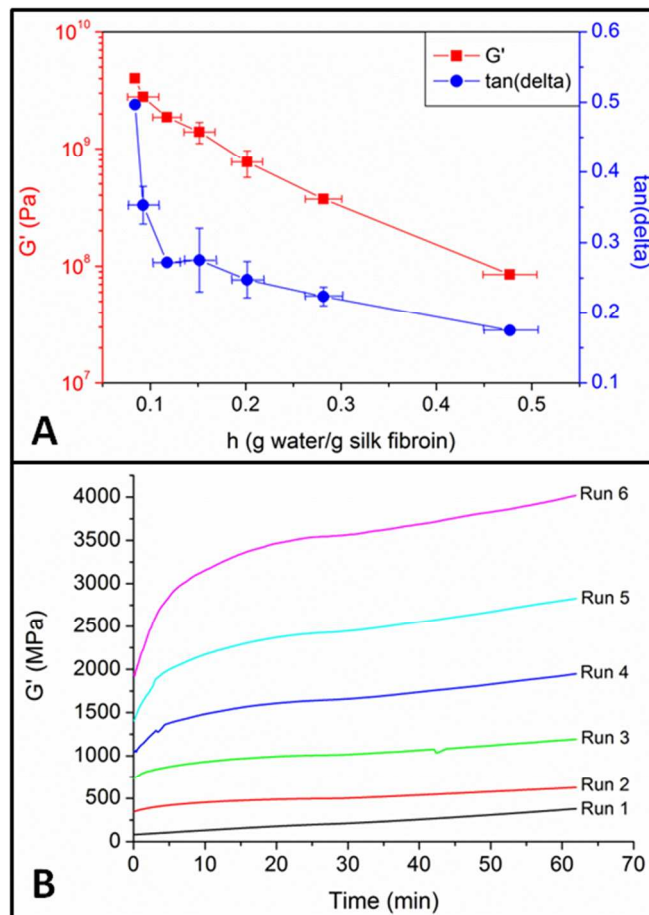 10^10
10^9
10^8
10^7
G' (Pa)
G'
tan(delta)
0.6
0.5
0.4
0.3
0.2
0.1
tan(delta)
0.1
0.2
0.3
0.4
0.5
h (g water/g silk fibroin)
A
4000
3500
3000
2500
2000
1500
1000
500
0
G' (MPa)
Run 6
Run 5
Run 4
Run 3
Run 2
Run 1
0
10
20
30
40
50
60
70
Time (min)
B